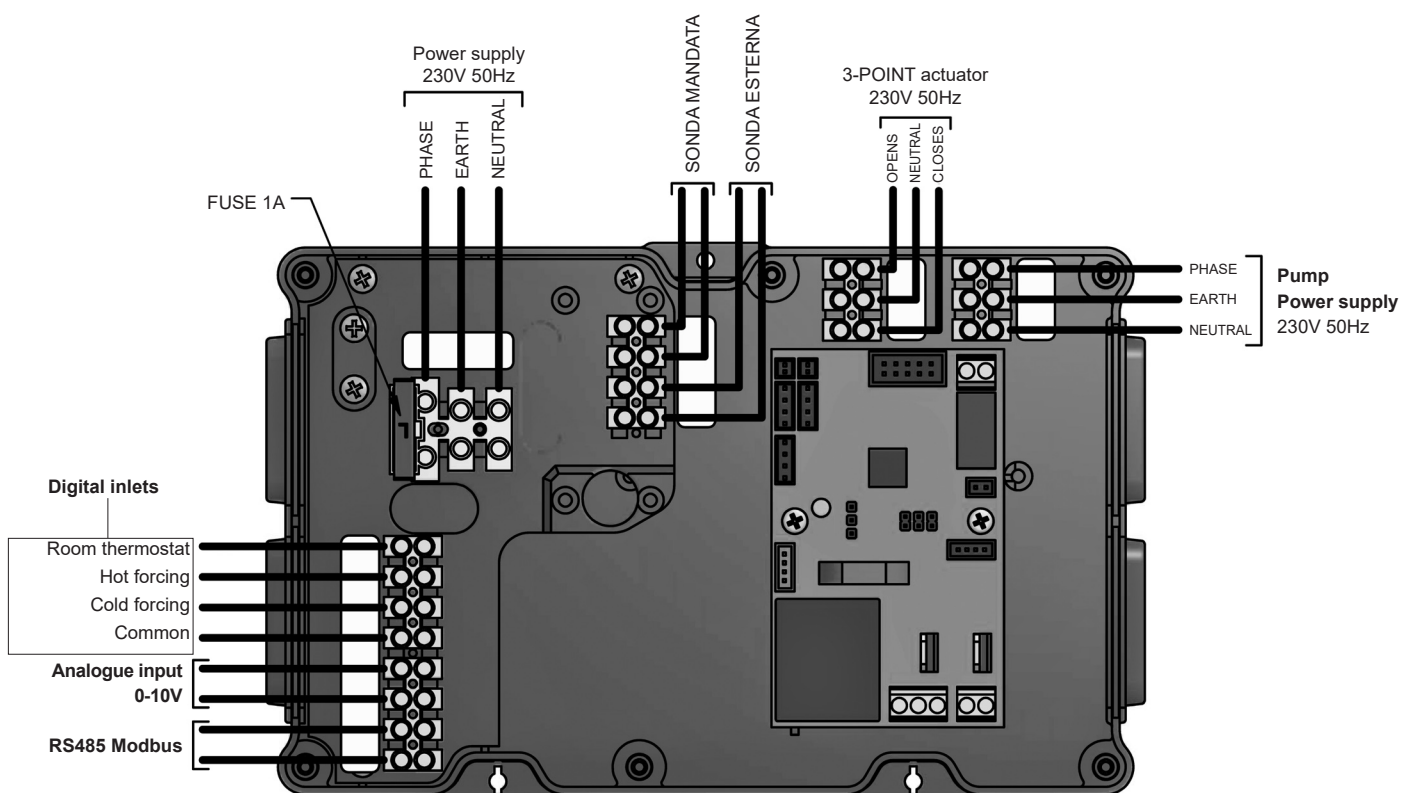 Power supply
230V 50Hz
PHASE
EARTH
NEUTRAL
FUSE 1A
SONDA MANDATA
SONDA ESTERNA
3-POINT actuator
230V 50Hz
OPENS
NEUTRAL
CLOSES
PHASE
EARTH
NEUTRAL
Pump
Power supply
230V 50Hz
Digital inlets
Room thermostat
Hot forcing
Cold forcing
Common
Analogue input
0-10V
RS485 Modbus